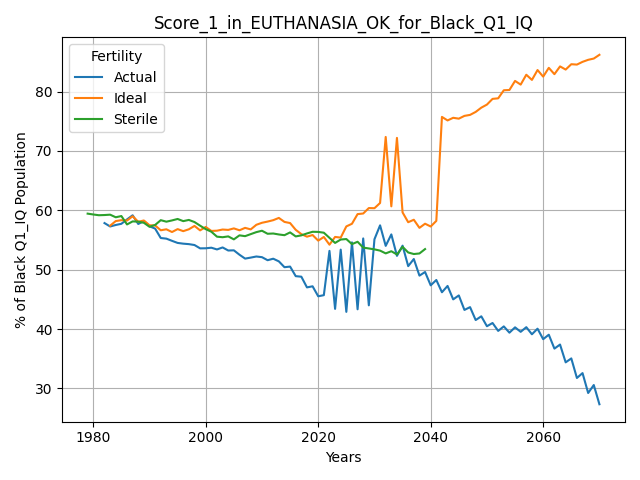 Score_1_in_EUTHANASIA_OK_for_Black_Q1_IQ
Fertility
Actual
Ideal
Sterile
% of Black Q1_IQ Population
80
70
60
50
40
30
1980
2000
2020
2040
2060
Years